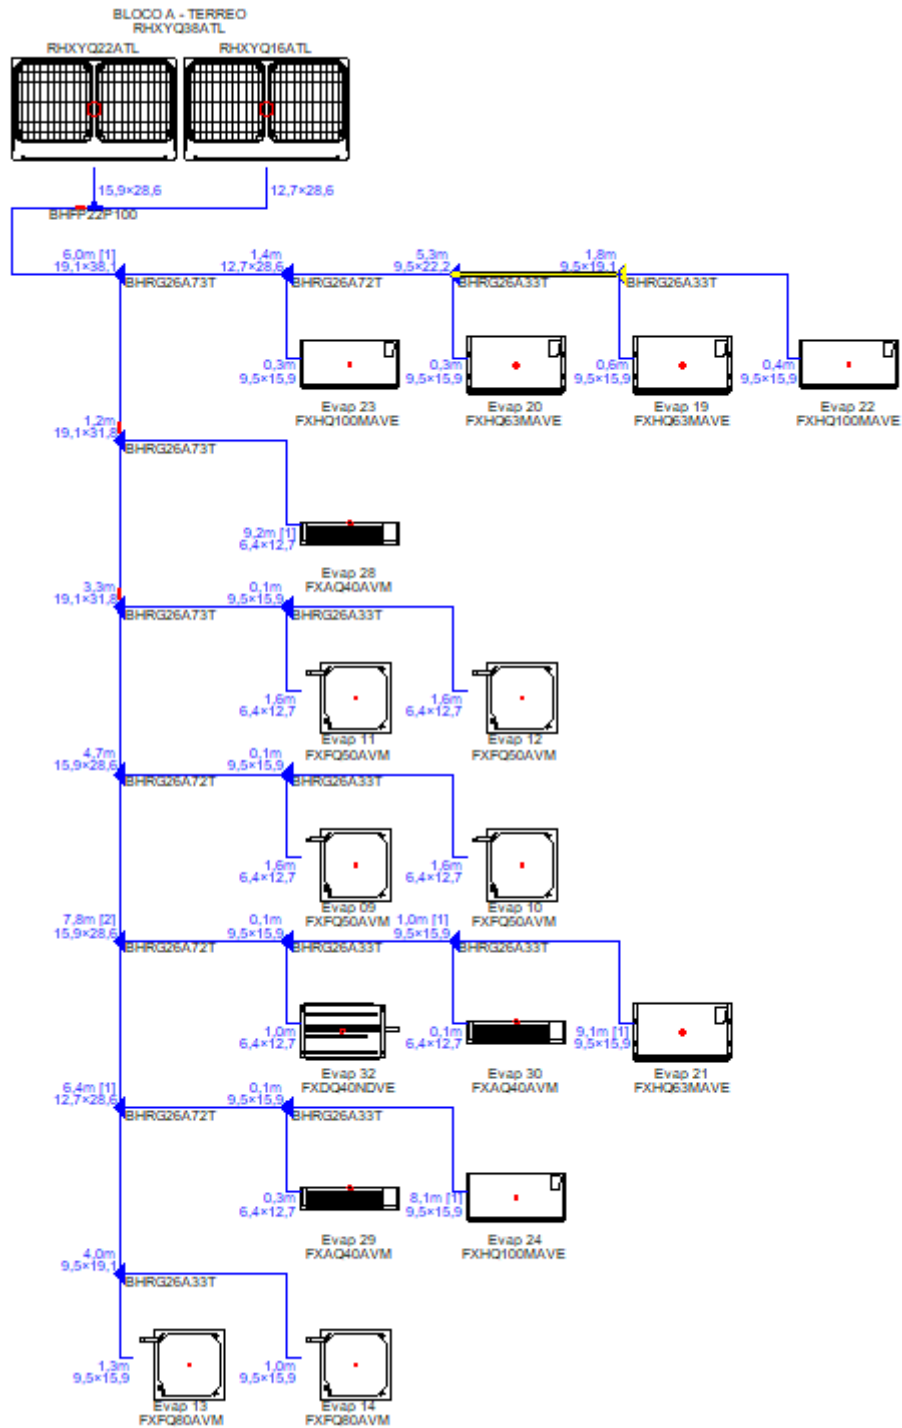 BLOCO A - TERREO
RHXYQ38ATL
RHXYQ22ATL
RHXYQ16ATL
15,9×28,6
12,7×28,6
BHFP22P100
6,0m [1]
19,1×38,1
BHRG26A73T
1,4m
12,7×28,6
BHRG26A72T
5,3m
9,5×22,2
BHRG26A33T
1,8m
9,5×19,1
BHRG26A33T
0,3m
9,5×15,9
Evap 23
FXHQ100MAVE
0,3m
9,5×15,9
Evap 20
FXHQ63MAVE
0,6m
9,5×15,9
Evap 19
FXHQ63MAVE
0,4m
9,5×15,9
Evap 22
FXHQ100MAVE
1,2m
19,1×31,8
BHRG26A73T
9,2m [1]
6,4×12,7
Evap 28
FXAQ40AVM
3,3m
19,1×31,8
BHRG26A73T
0,1m
9,5×15,9
BHRG26A33T
1,6m
6,4×12,7
Evap 11
FXFQ50AVM
1,6m
6,4×12,7
Evap 12
FXFQ50AVM
4,7m
15,9×28,6
BHRG26A72T
0,1m
9,5×15,9
BHRG26A33T
1,6m
6,4×12,7
Evap 09
FXFQ50AVM
1,6m
6,4×12,7
Evap 10
FXFQ50AVM
7,8m [2]
15,9×28,6
BHRG26A72T
0,1m
9,5×15,9
BHRG26A33T
1,0m [1]
9,5×15,9
BHRG26A33T
1,0m
6,4×12,7
Evap 32
FXDQ40NDVE
0,1m
6,4×12,7
Evap 30
FXAQ40AVM
9,1m [1]
9,5×15,9
Evap 21
FXHQ63MAVE
6,4m [1]
12,7×28,6
BHRG26A72T
0,1m
9,5×15,9
BHRG26A33T
0,3m
6,4×12,7
Evap 29
FXAQ40AVM
8,1m [1]
9,5×15,9
Evap 24
FXHQ100MAVE
4,0m
9,5×19,1
BHRG26A33T
1,3m
9,5×15,9
Evap 13
FXFQ80AVM
1,0m
9,5×15,9
Evap 14
FXFQ80AVM